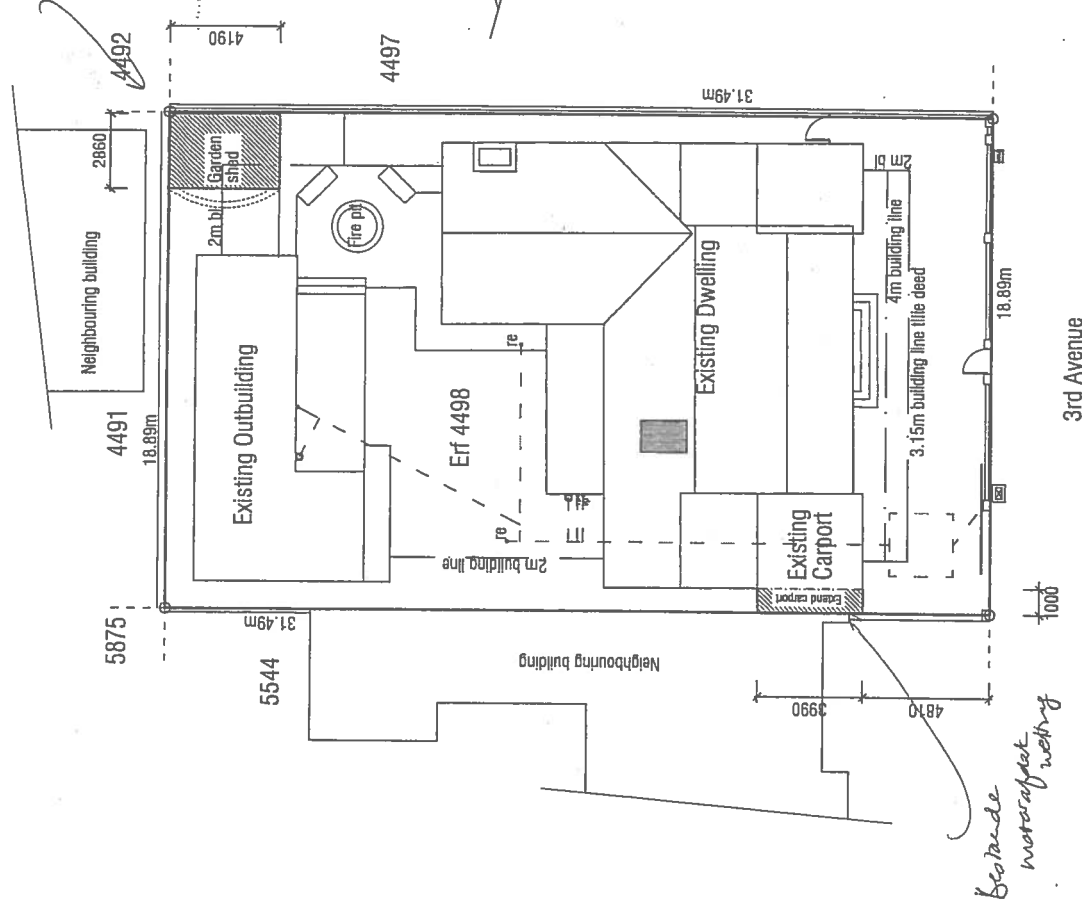 4492
4190
4497
2860
Neighbouring building
Garden
shed
2m bl
Fire pit
31.49m
4491
18.89m
Existing Outbuilding
Erf 4498
re
re
Existing Dwelling
2m bl
4m building line
3.15m building line title deed
18.89m
3rd Avenue
2m building line
Existing
Carport
Extend carport
5875
31.49m
5544
Neighbouring building
3990
4810
1000